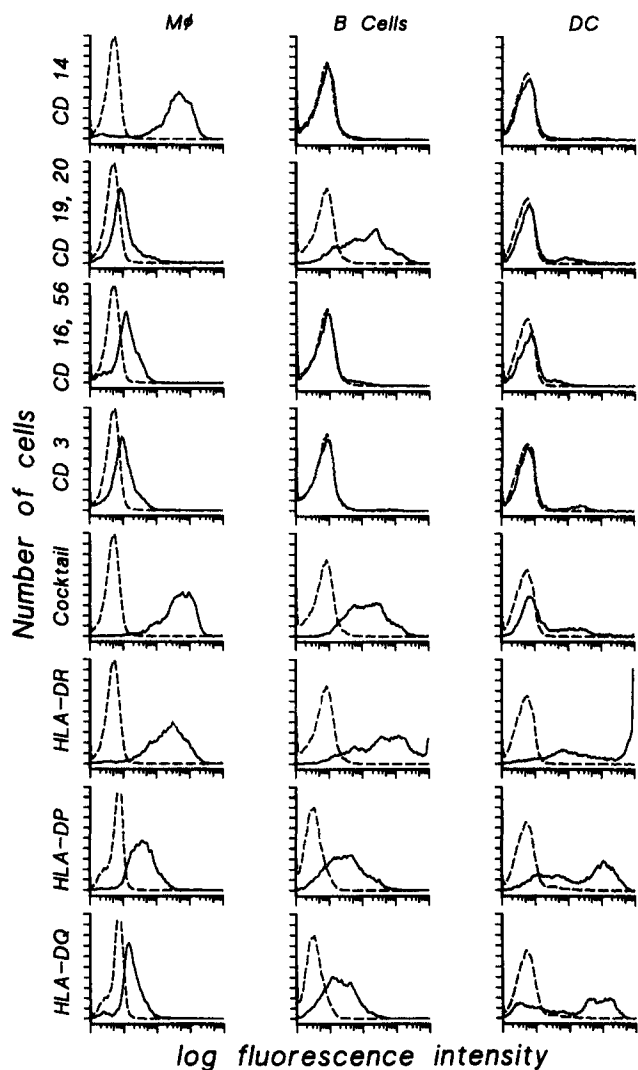 Mϕ B Cells DC
CD 14
CD 19, 20
CD 16, 56
CD 3
Cocktail
HLA-DR
HLA-DP
HLA-DQ
Number of cells
log fluorescence intensity